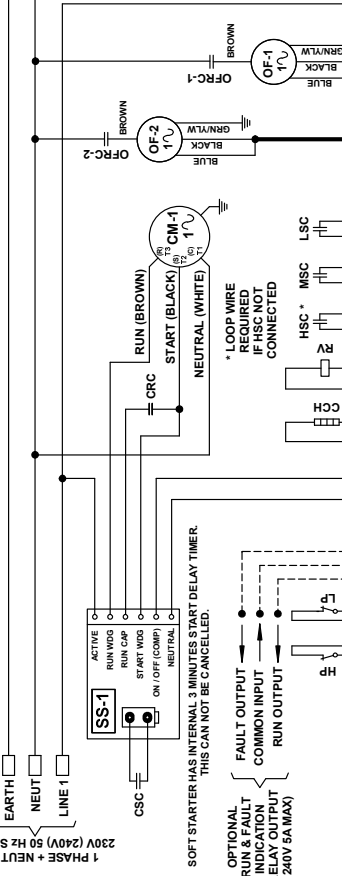 BROWN
OFRC-1
OF-1
1
GRN/YLW
BLACK
BLUE
BROWN
OFRC-2
OF-2
1
GRN/YLW
BLACK
BLUE
RUN (BROWN)
START (BLACK)
NEUTRAL (WHITE)
(R)
T3
(S)
T2
(C)
T1
CM-1
1
CRC
* LOOP WIRE
REQUIRED
IF HSC NOT
CONNECTED
LSC
MSC
HSC *
RV
CCH
SS-1
ACTIVE
RUN WDG
RUN CAP
START WDG
ON / OFF (COMP)
NEUTRAL
CSC
SOFT STARTER HAS INTERNAL 3 MINUTES START DELAY TIMER.
THIS CAN NOT BE CANCELLED.
FAULT OUTPUT
COMMON INPUT
RUN OUTPUT
LP
HP
OPTIONAL
RUN & FAULT
INDICATION
ELAY OUTPUT
240V 5A MAX)
EARTH
NEUT
LINE 1
1 PHASE + NEUT
230V (240V) 50 Hz S